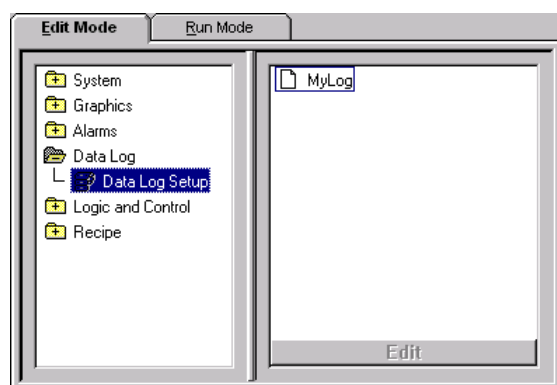 Edit Mode
Run Mode
System
Graphics
Alarms
Data Log
Data Log Setup
Logic and Control
Recipe
MyLog
Edit